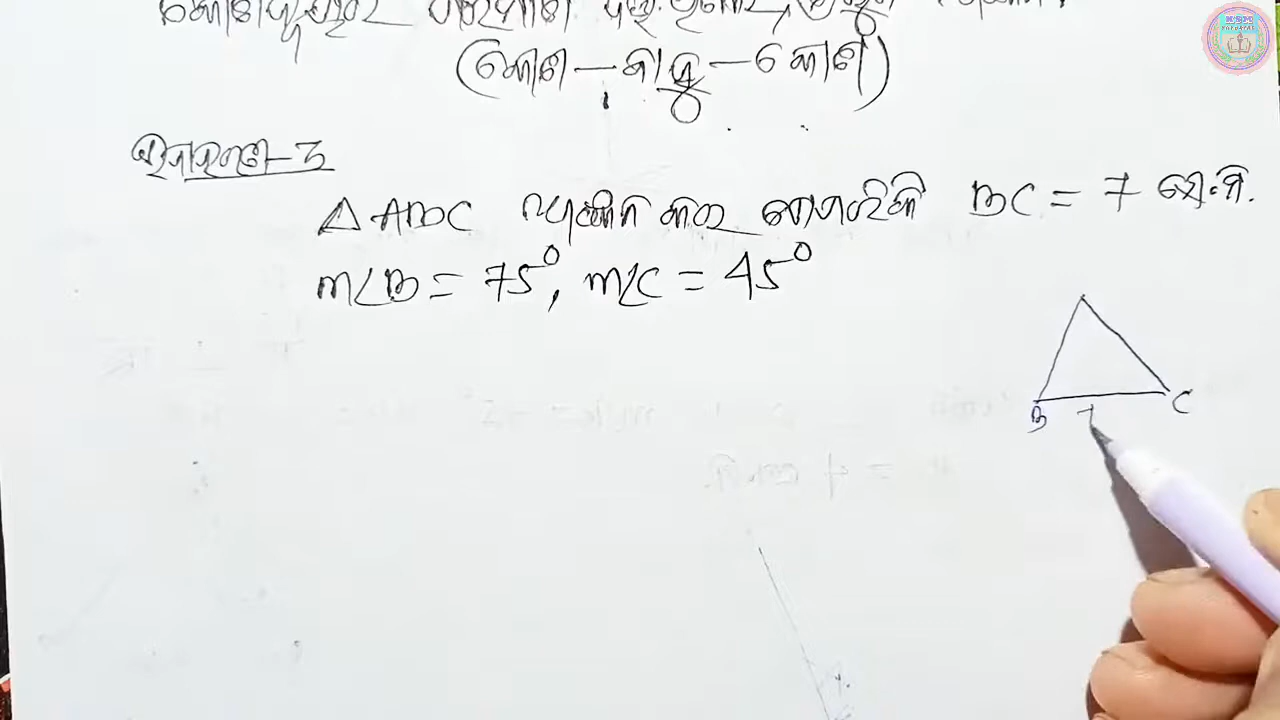 (କୋଣ – ବାହୁ – କୋଣ)
ଉଦାହରଣ-3
△ ABC ଅଙ୍କନ କର ଯେପରିକି BC = 7 ସେ.ମି.
m∠B = 75°, m∠C = 45°
B 7 C